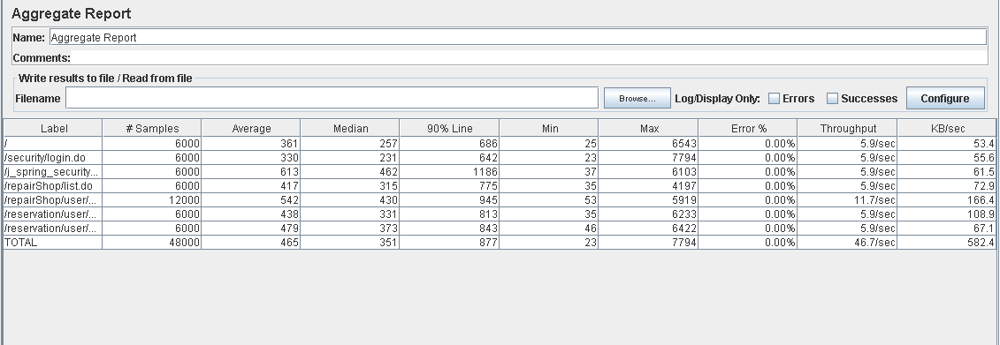 Aggregate Report
Name: Aggregate Report
Comments:
Write results to file / Read from file
Filename Browse... Log/Display Only: Errors Successes Configure
Label # Samples Average Median 90% Line Min Max Error % Throughput KB/sec
/ 6000 361 257 686 25 6543 0.00% 5.9/sec 53.4
/security/login.do 6000 330 231 642 23 7794 0.00% 5.9/sec 55.6
/j_spring_security... 6000 613 462 1186 37 6103 0.00% 5.9/sec 61.5
/repairShop/list.do 6000 417 315 775 35 4197 0.00% 5.9/sec 72.9
/repairShop/user/... 12000 542 430 945 53 5919 0.00% 11.7/sec 166.4
/reservation/user/... 6000 438 331 813 35 6233 0.00% 5.9/sec 108.9
/reservation/user/... 6000 479 373 843 46 6422 0.00% 5.9/sec 67.1
TOTAL 48000 465 351 877 23 7794 0.00% 46.7/sec 582.4